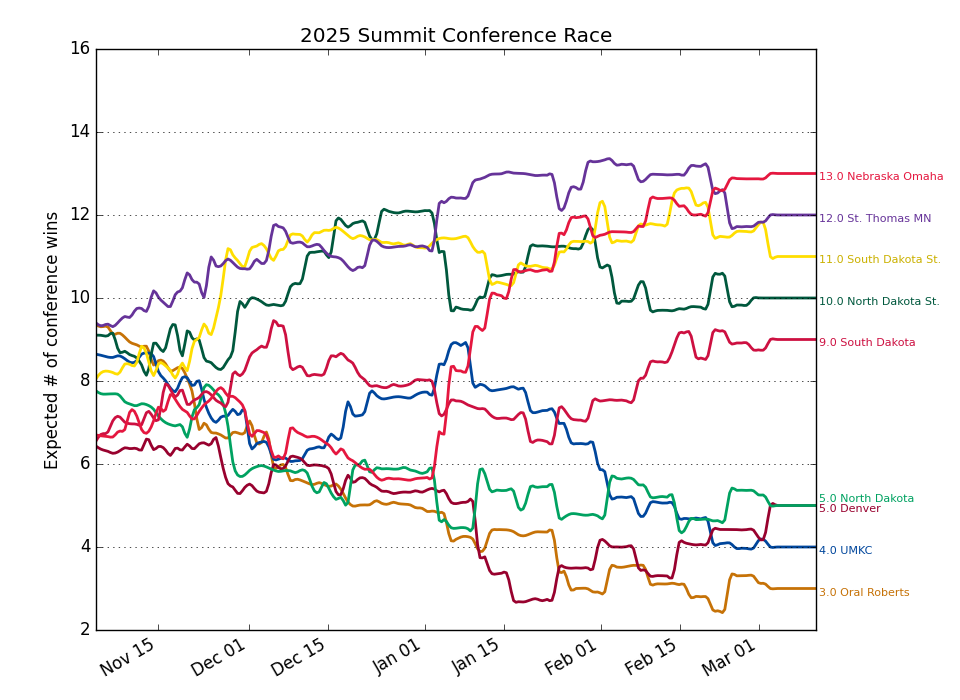 2025 Summit Conference Race
Expected # of conference wins
16
14
12
10
8
6
4
2
13.0 Nebraska Omaha
12.0 St. Thomas MN
11.0 South Dakota St.
10.0 North Dakota St.
9.0 South Dakota
5.0 North Dakota
5.0 Denver
4.0 UMKC
3.0 Oral Roberts
Nov 15
Dec 01
Dec 15
Jan 01
Jan 15
Feb 01
Feb 15
Mar 01